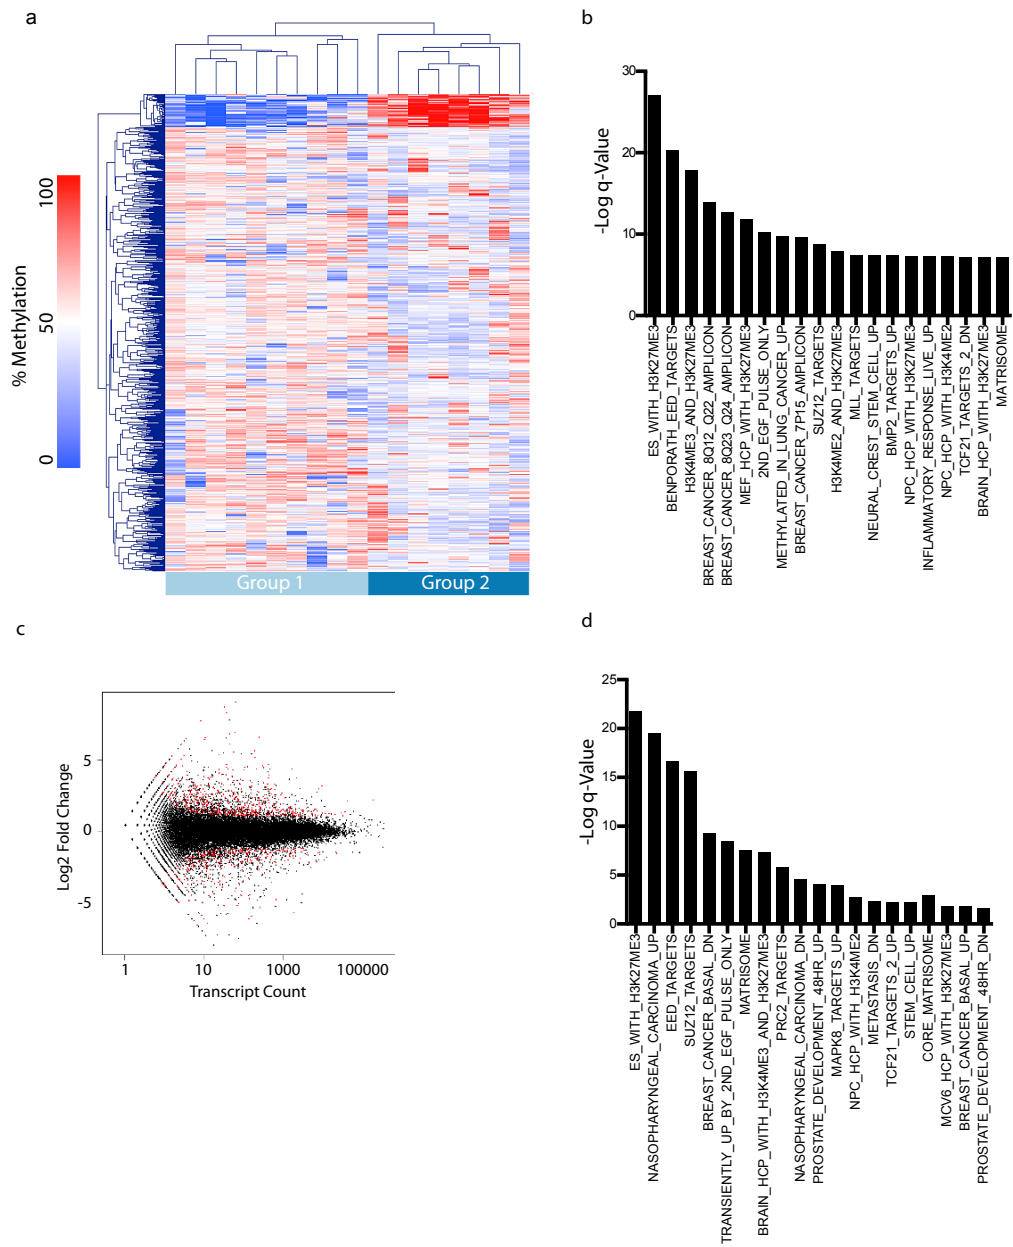 a
% Methylation
100
50
0
Group 1
Group 2
b
-Log q-Value
30
20
10
0
ES_WITH_H3K27ME3
BENPORATH_EED_TARGETS
H3K4ME3_AND_H3K27ME3
BREAST_CANCER_8Q12_Q22_AMPLICON
BREAST_CANCER_8Q23_Q24_AMPLICON
MEF_HCP_WITH_H3K27ME3
2ND_EGF_PULSE_ONLY
METHYLATED_IN_LUNG_CANCER_UP
BREAST_CANCER_7P15_AMPLICON
SUZ12_TARGETS
H3K4ME2_AND_H3K27ME3
MLL_TARGETS
NEURAL_CREST_STEM_CELL_UP
BMP2_TARGETS_UP
NPC_HCP_WITH_H3K27ME3
INFLAMMATORY_RESPONSE_LIVE_UP
NPC_HCP_WITH_H3K4ME2
TCF21_TARGETS_2_DN
BRAIN_HCP_WITH_H3K27ME3
MATRISOME
c
Log2 Fold Change
5
0
-5
1
10
1000
100000
Transcript Count
d
-Log q-Value
25
20
15
10
5
0
ES_WITH_H3K27ME3
NASOPHARYNGEAL_CARCINOMA_UP
EED_TARGETS
SUZ12_TARGETS
BREAST_CANCER_BASAL_DN
TRANSIENTLY_UP_BY_2ND_EGF_PULSE_ONLY
MATRISOME
BRAIN_HCP_WITH_H3K4ME3_AND_H3K27ME3
PRC2_TARGETS
NASOPHARYNGEAL_CARCINOMA_DN
PROSTATE_DEVELOPMENT_48HR_UP
MAPK8_TARGETS_UP
NPC_HCP_WITH_H3K4ME2
METASTASIS_DN
TCF21_TARGETS_2_UP
STEM_CELL_UP
CORE_MATRISOME
MCV6_HCP_WITH_H3K27ME3
BREAST_CANCER_BASAL_UP
PROSTATE_DEVELOPMENT_48HR_DN